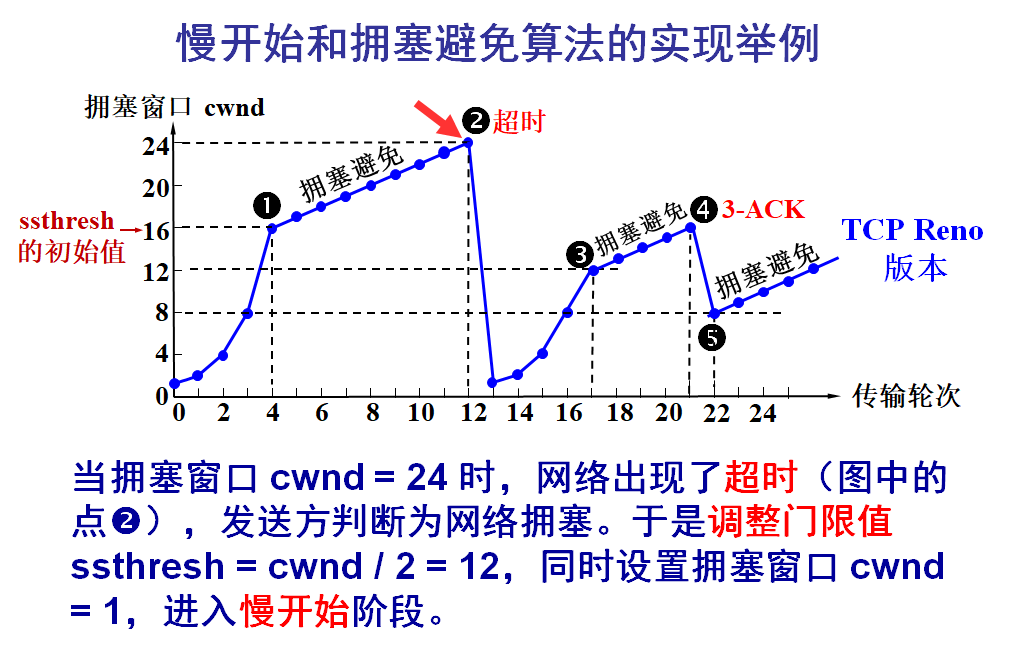 慢开始和拥塞避免算法的实现举例
拥塞窗口 cwnd
❷ 超时
24
20
16
12
8
4
0
ssthresh
的初始值
❶
拥塞避免
❸
拥塞避免
❹ 3-ACK
拥塞避免
❺
TCP Reno
版本
0 2 4 6 8 10 12 14 16 18 20 22 24
传输轮次
当拥塞窗口 cwnd = 24 时，网络出现了超时（图中的
点❷），发送方判断为网络拥塞。于是调整门限值
ssthresh = cwnd / 2 = 12，同时设置拥塞窗口 cwnd
= 1，进入慢开始阶段。